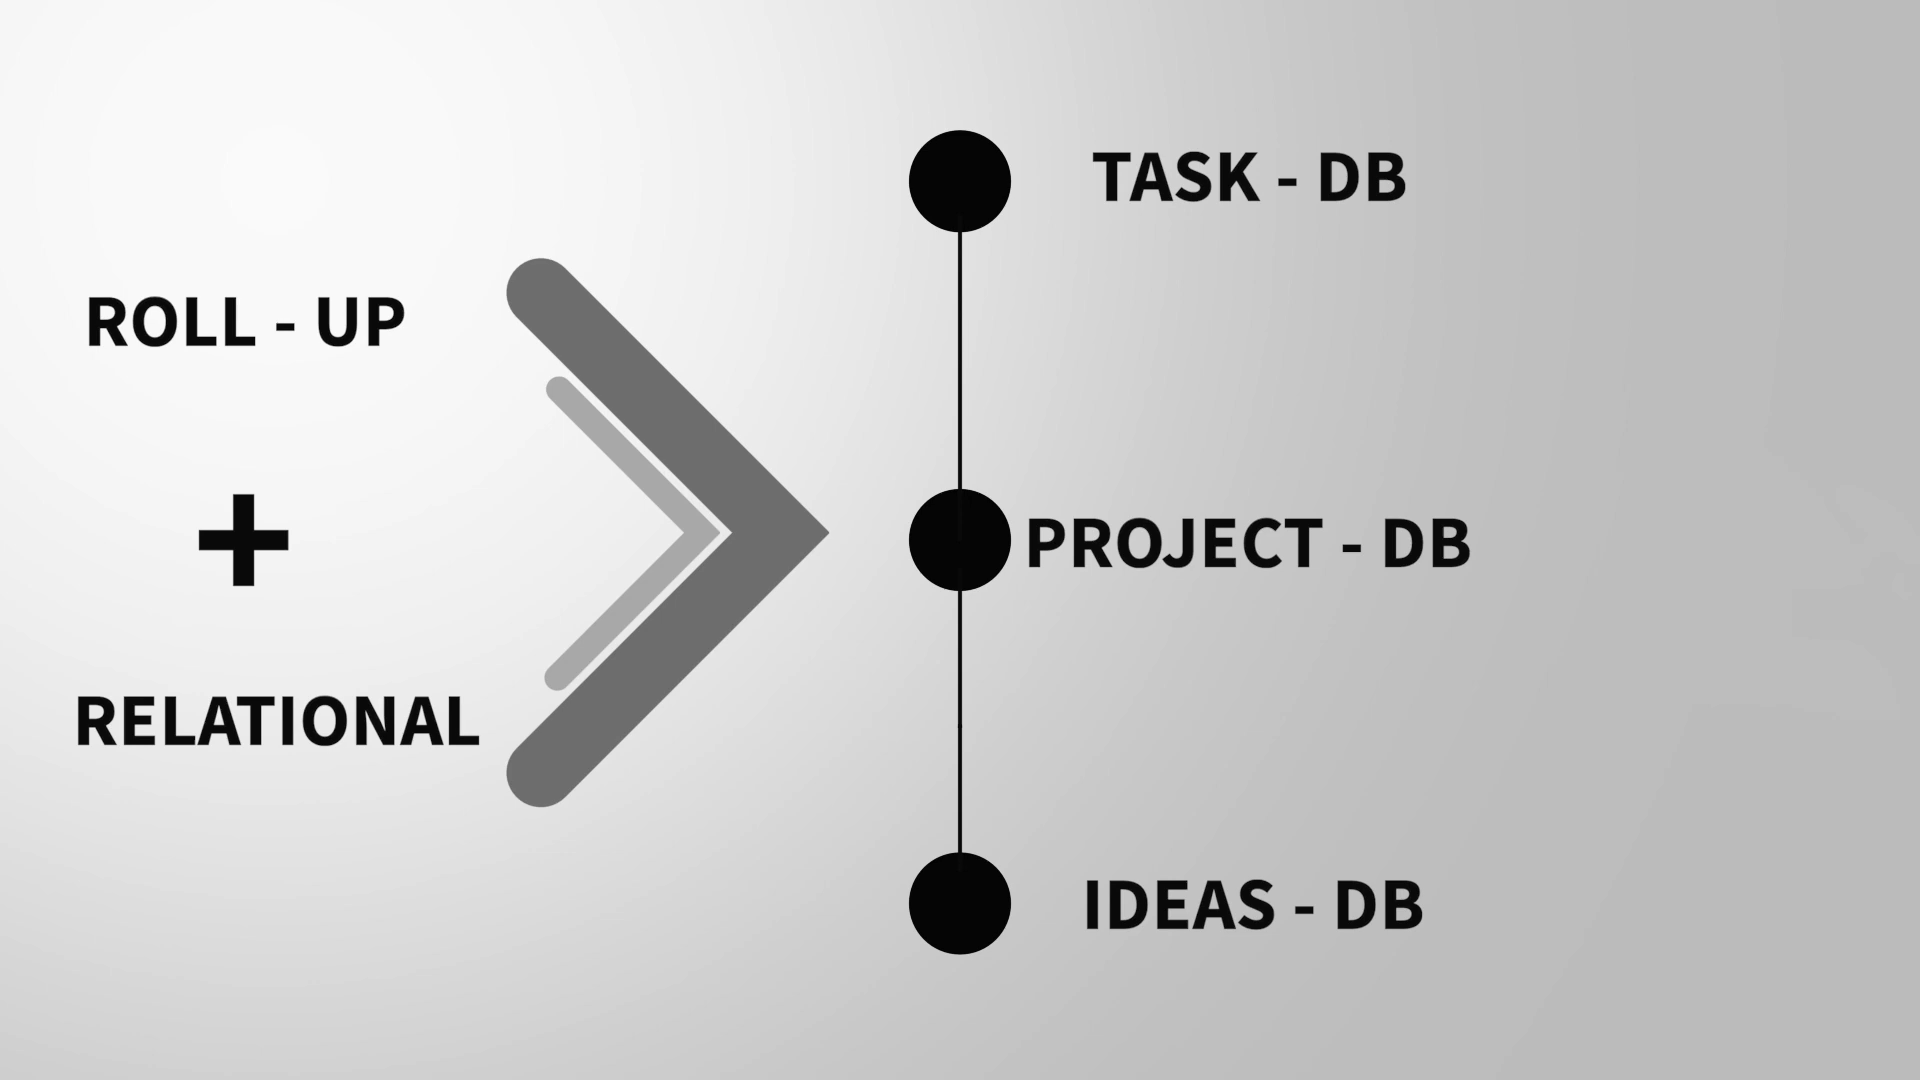 ROLL - UP
+
RELATIONAL
TASK - DB
PROJECT - DB
IDEAS - DB